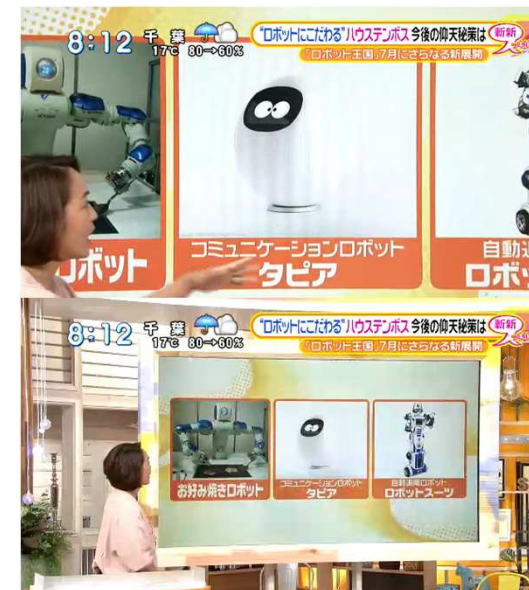 8:12
千葉
17℃ 80→60%
"ロボットにこだわる"ハウステンボス 今後の仰天秘策は
新新
「ロボット王国」7月にさらなる新展開
ロボット
コミュニケーションロボット
タピア
自動
ロボ
8:12
千葉
17℃ 80→60%
"ロボットにこだわる"ハウステンボス 今後の仰天秘策は
新新
「ロボット王国」7月にさらなる新展開
お好み焼きロボット
コミュニケーションロボット
タピア
ロボットスーツ